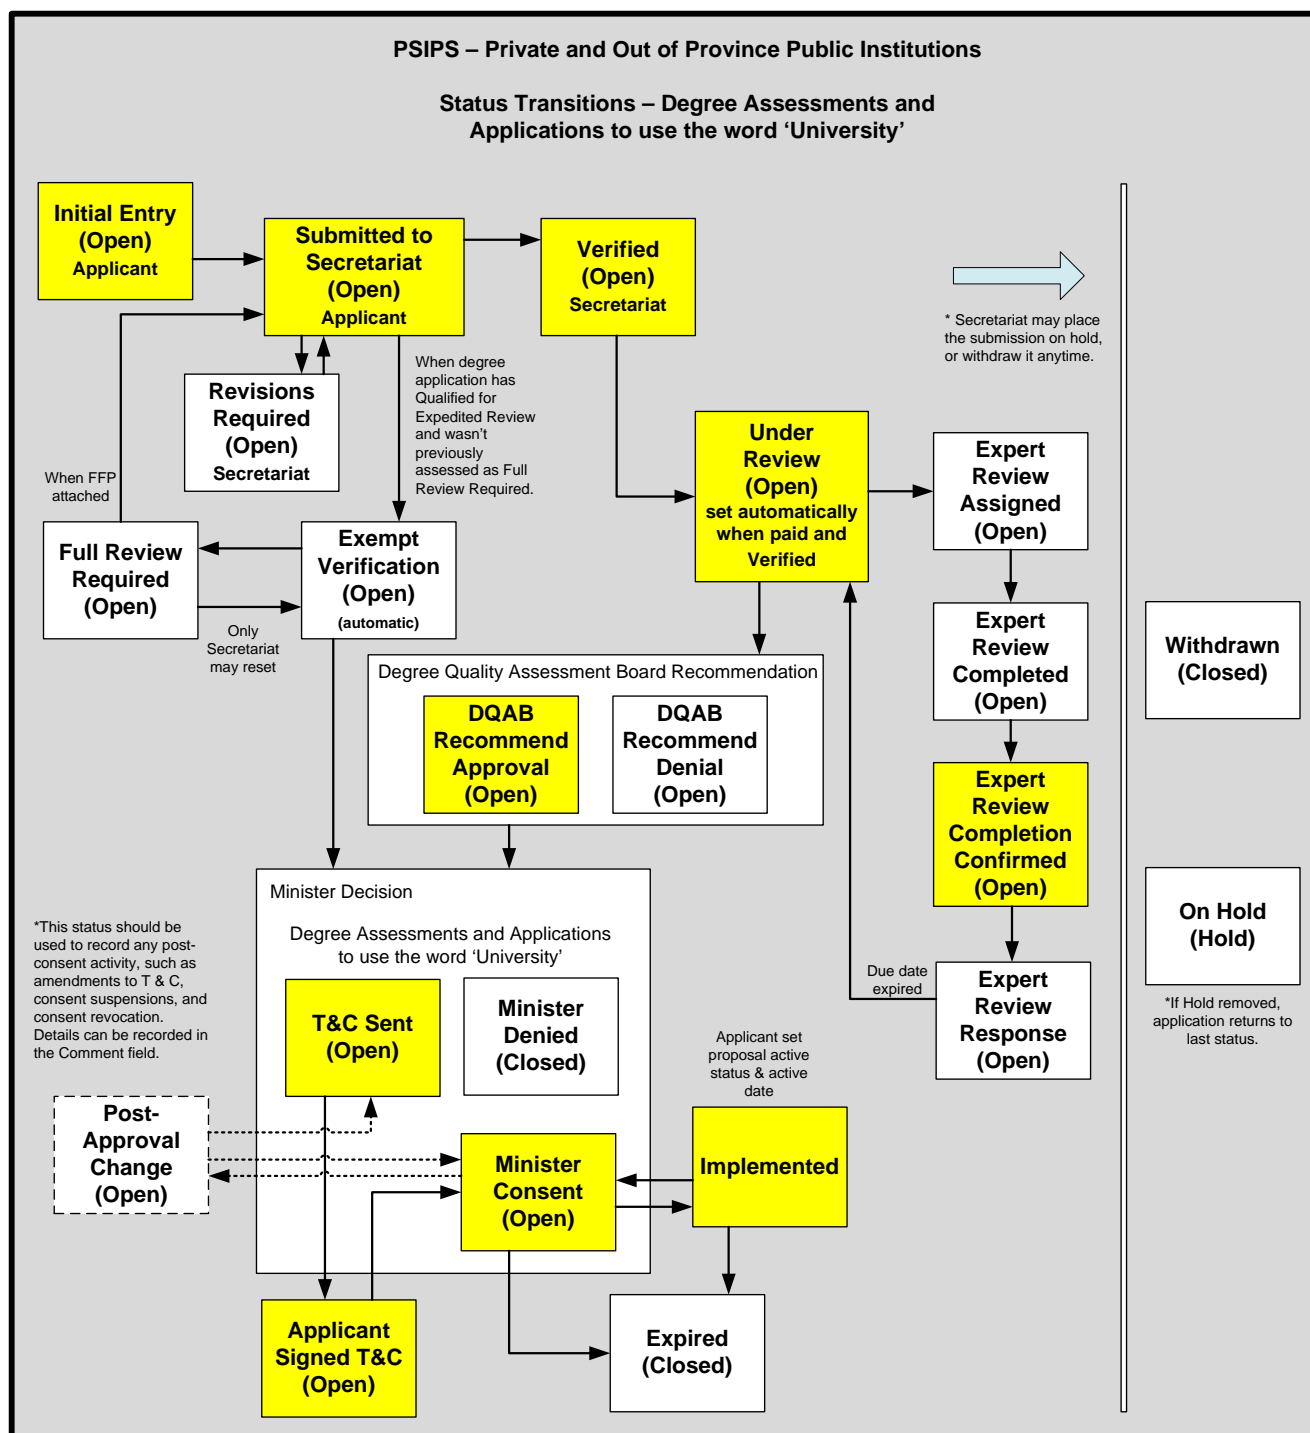 PSIPS – Private and Out of Province Public Institutions
Status Transitions – Degree Assessments and
Applications to use the word ‘University’
Initial Entry
(Open)
Applicant
Submitted to
Secretariat
(Open)
Applicant
Verified
(Open)
Secretariat
* Secretariat may place
the submission on hold,
or withdraw it anytime.
Revisions
Required
(Open)
Secretariat
When degree
application has
Qualified for
Expedited Review
and wasn’t
previously
assessed as Full
Review Required.
When FFP
attached
Under
Review
(Open)
set automatically
when paid and
Verified
Expert
Review
Assigned
(Open)
Full Review
Required
(Open)
Exempt
Verification
(Open)
(automatic)
Only
Secretariat
may reset
Expert
Review
Completed
(Open)
Withdrawn
(Closed)
Degree Quality Assessment Board Recommendation
DQAB
Recommend
Approval
(Open)
DQAB
Recommend
Denial
(Open)
Expert
Review
Completion
Confirmed
(Open)
Minister Decision
Degree Assessments and Applications
to use the word ‘University’
*This status should be
used to record any post-
consent activity, such as
amendments to T & C,
consent suspensions, and
consent revocation.
Details can be recorded in
the Comment field.
On Hold
(Hold)
*If Hold removed,
application returns to
last status.
Due date
expired
Expert
Review
Response
(Open)
T&C Sent
(Open)
Minister
Denied
(Closed)
Applicant set
proposal active
status & active
date
Post-
Approval
Change
(Open)
Minister
Consent
(Open)
Implemented
Applicant
Signed T&C
(Open)
Expired
(Closed)